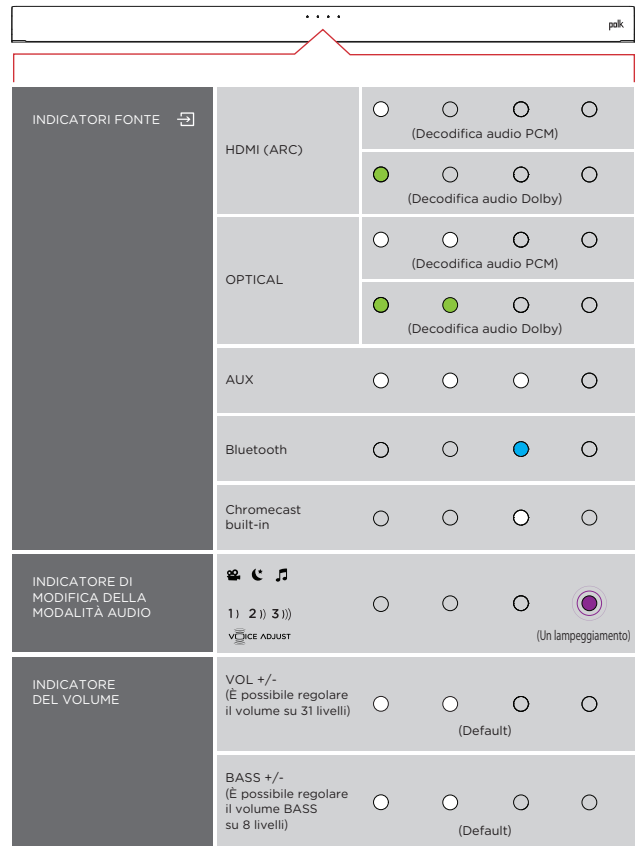 polk
INDICATORI FONTE
HDMI (ARC)
(Decodifica audio PCM)
(Decodifica audio Dolby)
OPTICAL
(Decodifica audio PCM)
(Decodifica audio Dolby)
AUX
Bluetooth
Chromecast
built-in
INDICATORE DI
MODIFICA DELLA
MODALITÀ AUDIO
1) 2)) 3)))
VOICE ADJUST
(Un lampeggiamento)
INDICATORE
DEL VOLUME
VOL +/-
(È possibile regolare
il volume su 31 livelli)
(Default)
BASS +/-
(È possibile regolare
il volume BASS
su 8 livelli)
(Default)